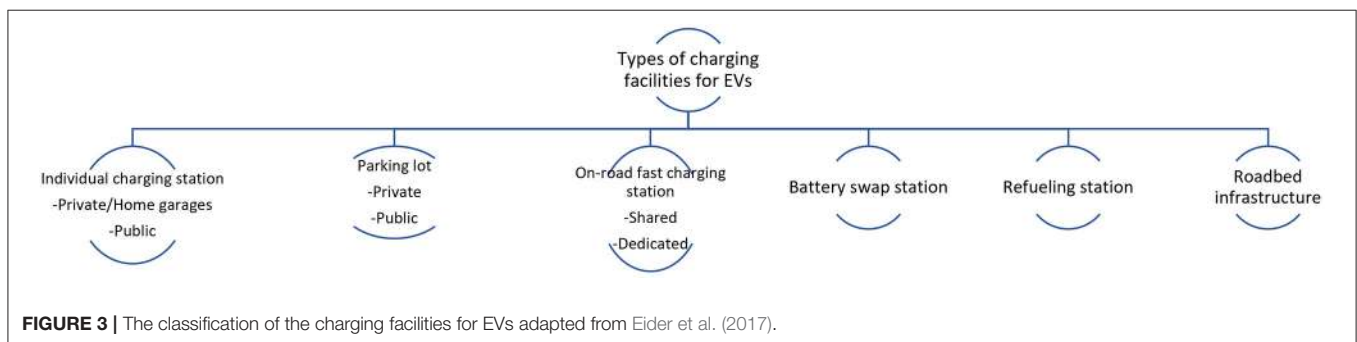 Types of charging
facilities for EVs
Individual charging station
-Private/Home garages
-Public
Parking lot
-Private
-Public
On-road fast charging
station
-Shared
-Dedicated
Battery swap station
Refueling station
Roadbed
infrastructure
FIGURE 3 | The classification of the charging facilities for EVs adapted from Eider et al. (2017).